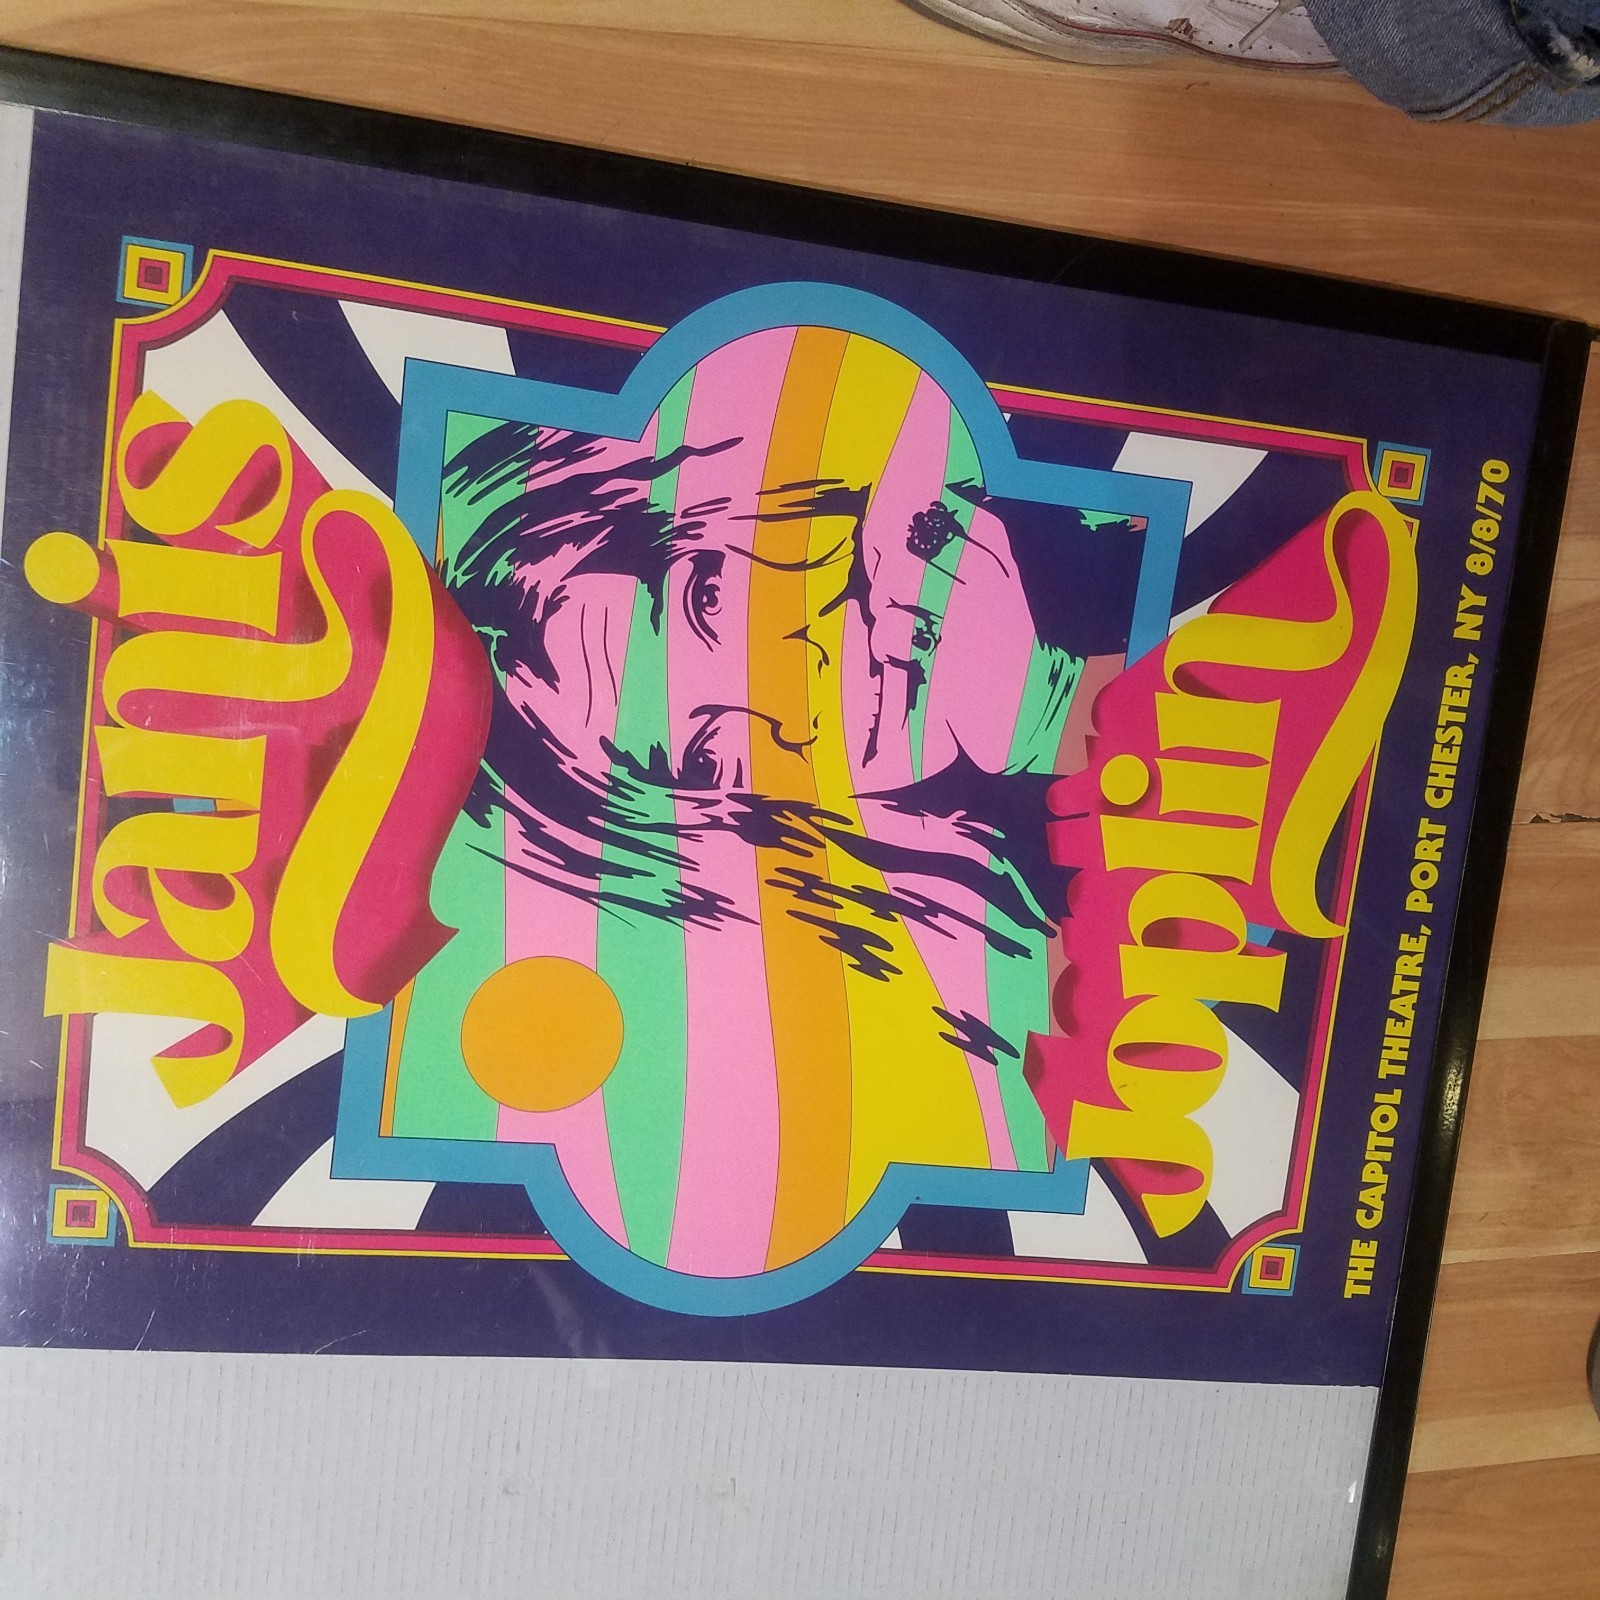 Janis
Joplin
THE CAPITOL THEATRE, PORT CHESTER, NY 8/8/70